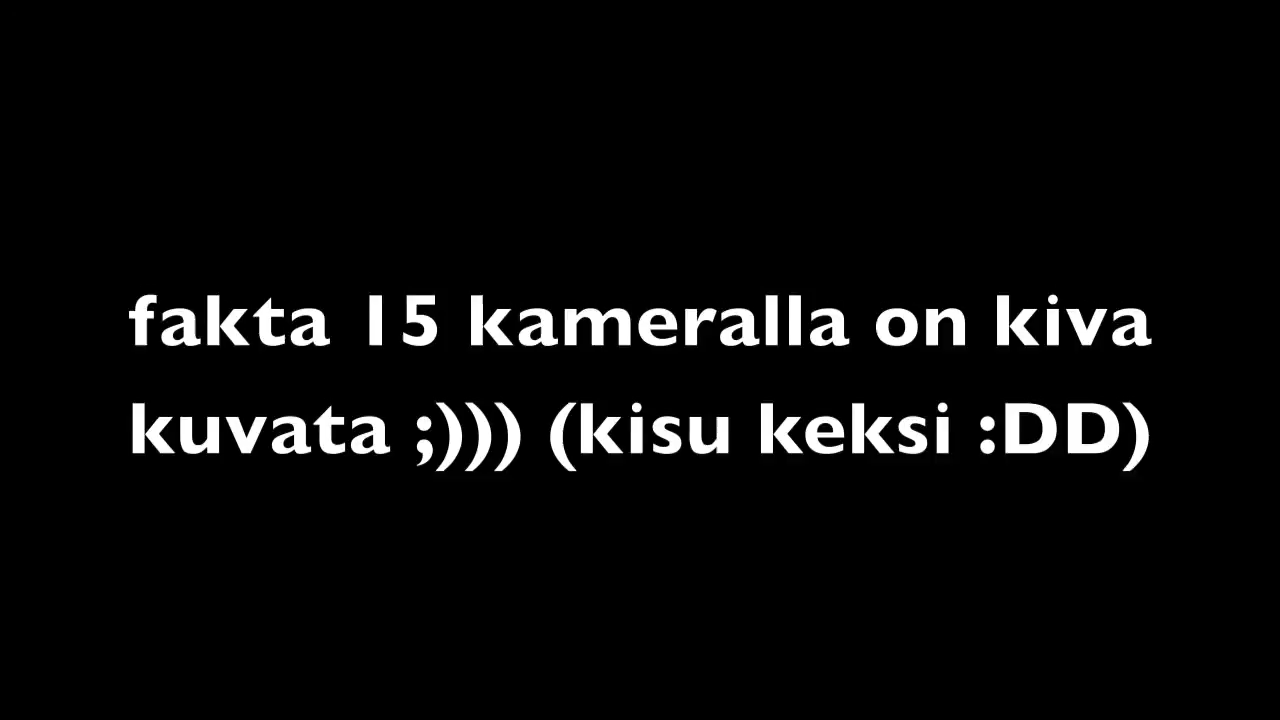 fakta 15 kameralla on kiva
kuvata ;))) (kisu keksi :DD)